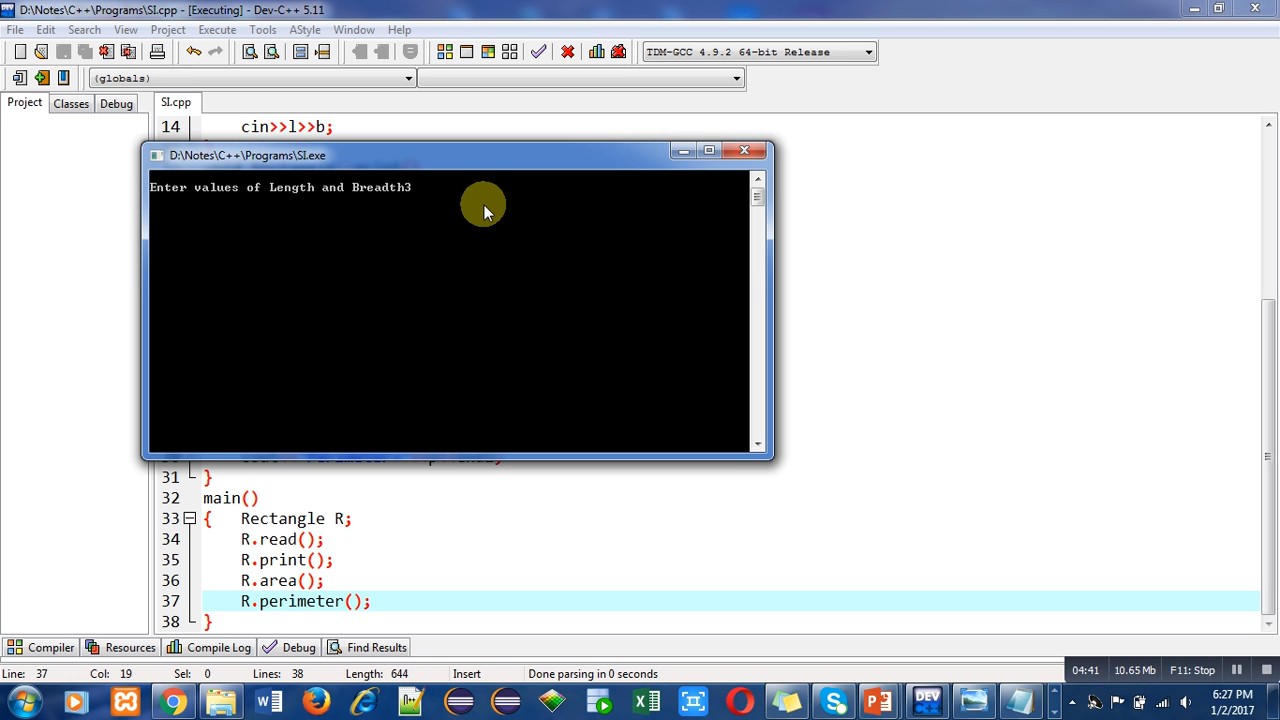 D:\Notes\C++\Programs\SI.cpp - [Executing] - Dev-C++ 5.11
File Edit Search View Project Execute Tools AStyle Window Help
TDM-GCC 4.9.2 64-bit Release
(globals)
Project Classes Debug SI.cpp
14 cin>>l>>b;
D:\Notes\C++\Programs\SI.exe
Enter values of Length and Breadth3
31 }
32 main()
33 { Rectangle R;
34 R.read();
35 R.print();
36 R.area();
37 R.perimeter();
38 }
Compiler Resources Compile Log Debug Find Results
Line: 37 Col: 19 Sel: 0 Lines: 38 Length: 644 Insert Done parsing in 0 seconds
04:41 10.65 Mb F11: Stop
6:27 PM
1/2/2017